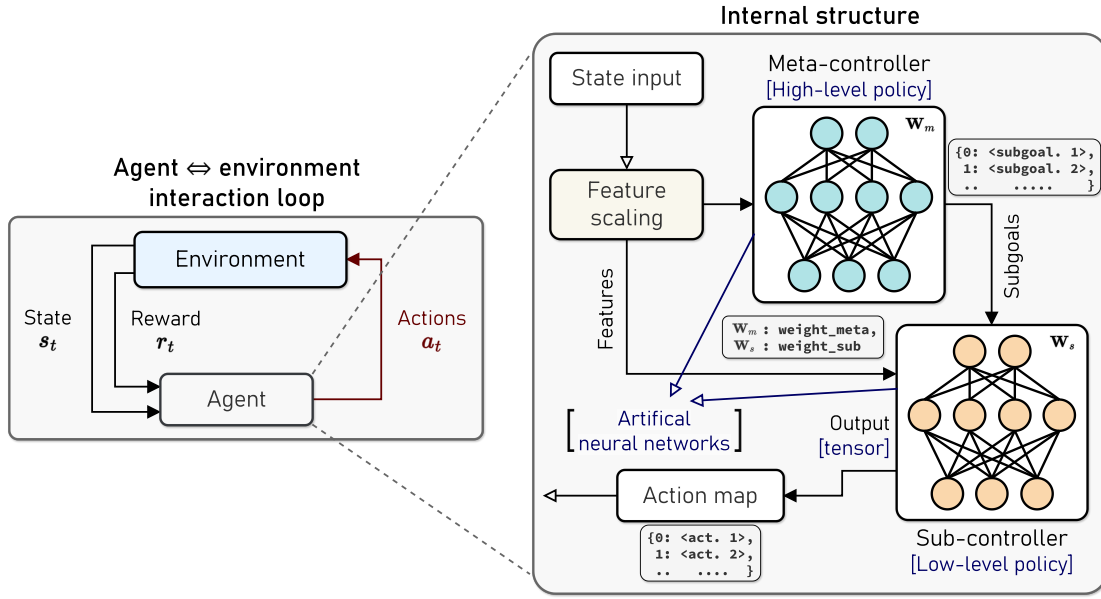 Internal structure
State input
Meta-controller
[High-level policy]
W_m
{0: <subgoal. 1>,
1: <subgoal. 2>,
.. ..... }
Feature
scaling
Agent ⇔ environment
interaction loop
Environment
State
s_t
Reward
r_t
Actions
a_t
Agent
Features
Subgoals
W_m : weight_meta,
W_s : weight_sub
W_s
[Artifical
neural networks]
Output
[tensor]
Action map
{0: <act. 1>,
1: <act. 2>,
.. .... }
Sub-controller
[Low-level policy]